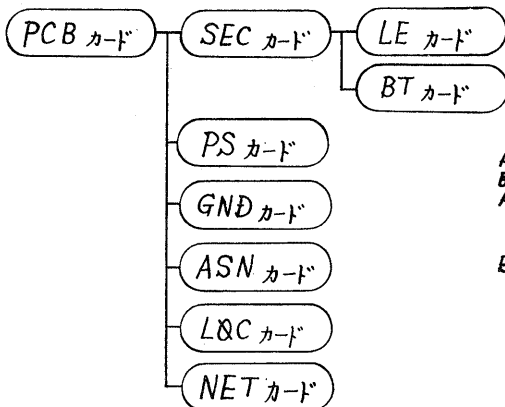 PCB カード SEC カード LE カード
BT カード
PS カード
GND カード
ASN カード
LOC カード
NET カード
A
B
A
E